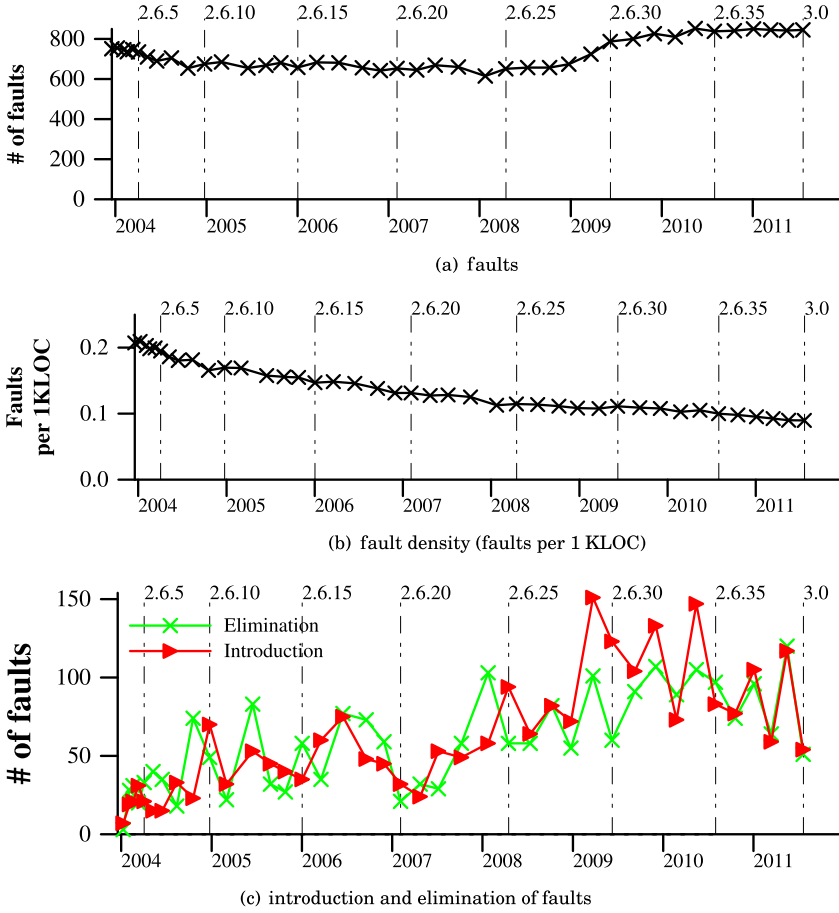 2.6.5 2.6.10 2.6.15 2.6.20 2.6.25 2.6.30 2.6.35 3.0
# of faults
800
600
400
200
0
2004 2005 2006 2007 2008 2009 2010 2011
(a) faults
2.6.5 2.6.10 2.6.15 2.6.20 2.6.25 2.6.30 2.6.35 3.0
Faults
per 1KLOC
0.2
0.1
0.0
2004 2005 2006 2007 2008 2009 2010 2011
(b) fault density (faults per 1 KLOC)
2.6.5 2.6.10 2.6.15 2.6.20 2.6.25 2.6.30 2.6.35 3.0
# of faults
150
100
50
0
Elimination
Introduction
2004 2005 2006 2007 2008 2009 2010 2011
(c) introduction and elimination of faults